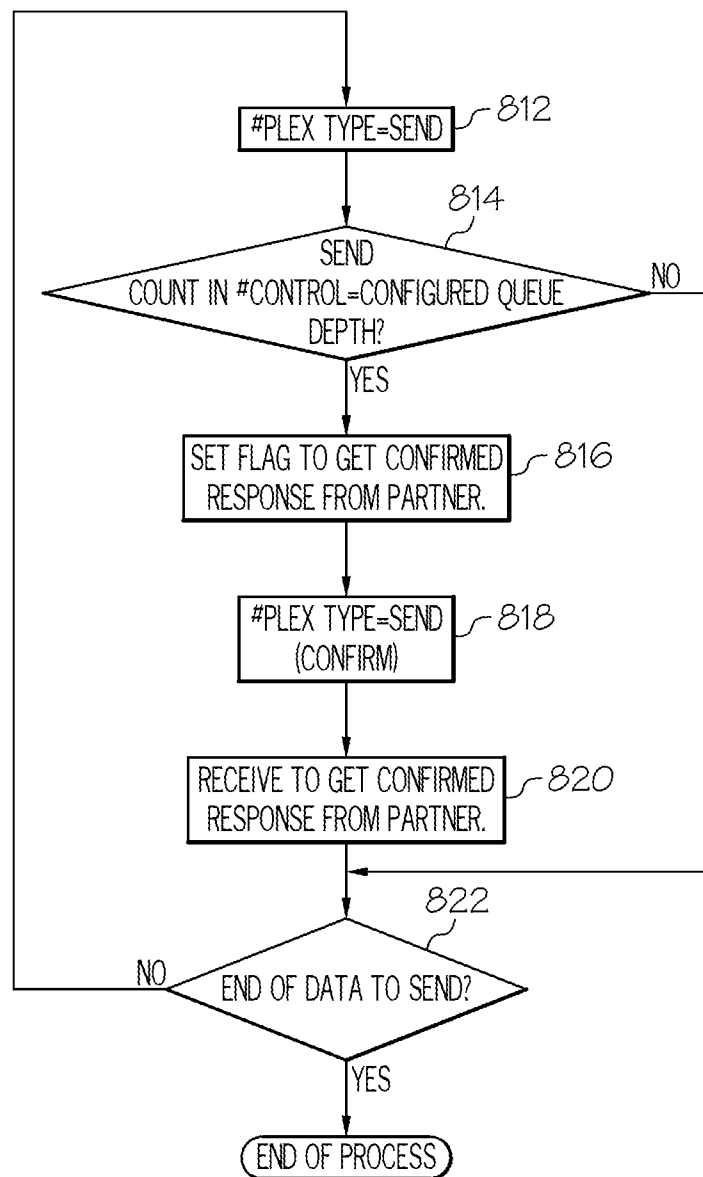 #PLEX TYPE=SEND
812
814
SEND
COUNT IN #CONTROL=CONFIGURED QUEUE
DEPTH?
NO
YES
SET FLAG TO GET CONFIRMED
RESPONSE FROM PARTNER.
816
#PLEX TYPE=SEND
(CONFIRM)
818
RECEIVE TO GET CONFIRMED
RESPONSE FROM PARTNER.
820
822
NO
END OF DATA TO SEND?
YES
END OF PROCESS